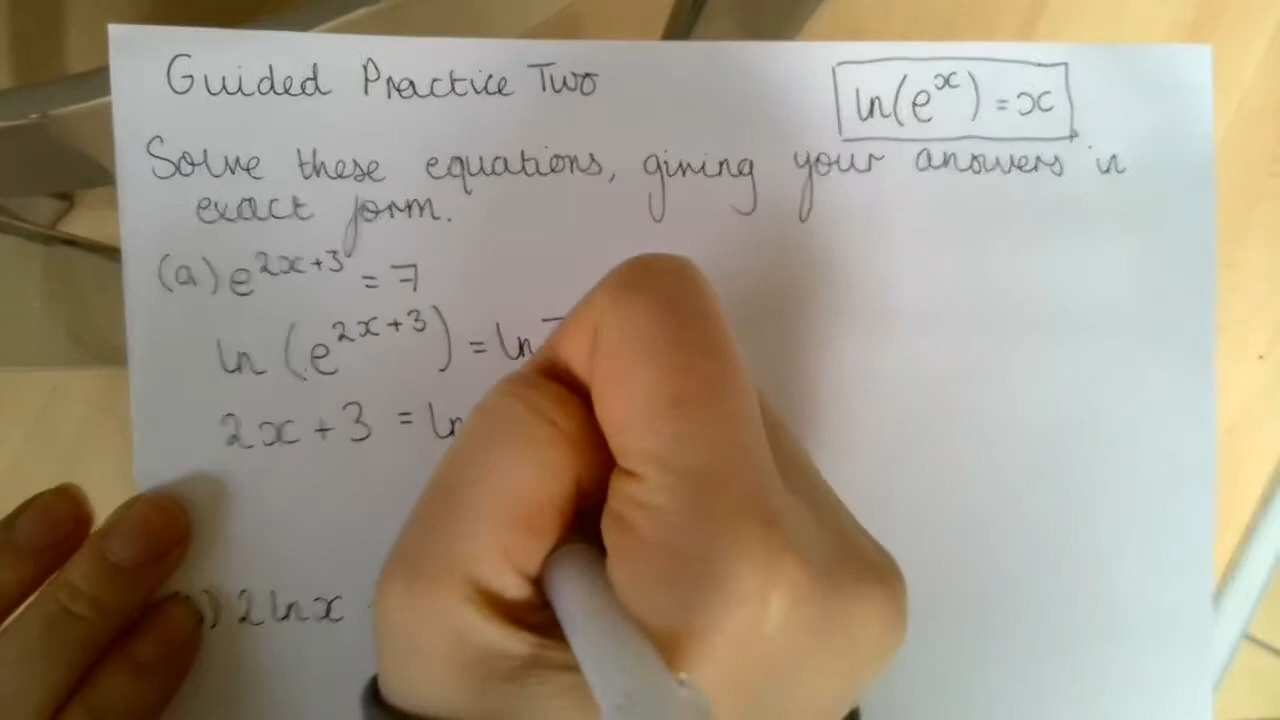 Guided Practice Two
ln(e^x) = x
Solve these equations, giving your answers in
exact form.
(a) e^{2x+3} = 7
ln (e^{2x+3}) = ln
2x + 3 = ln
2 ln x